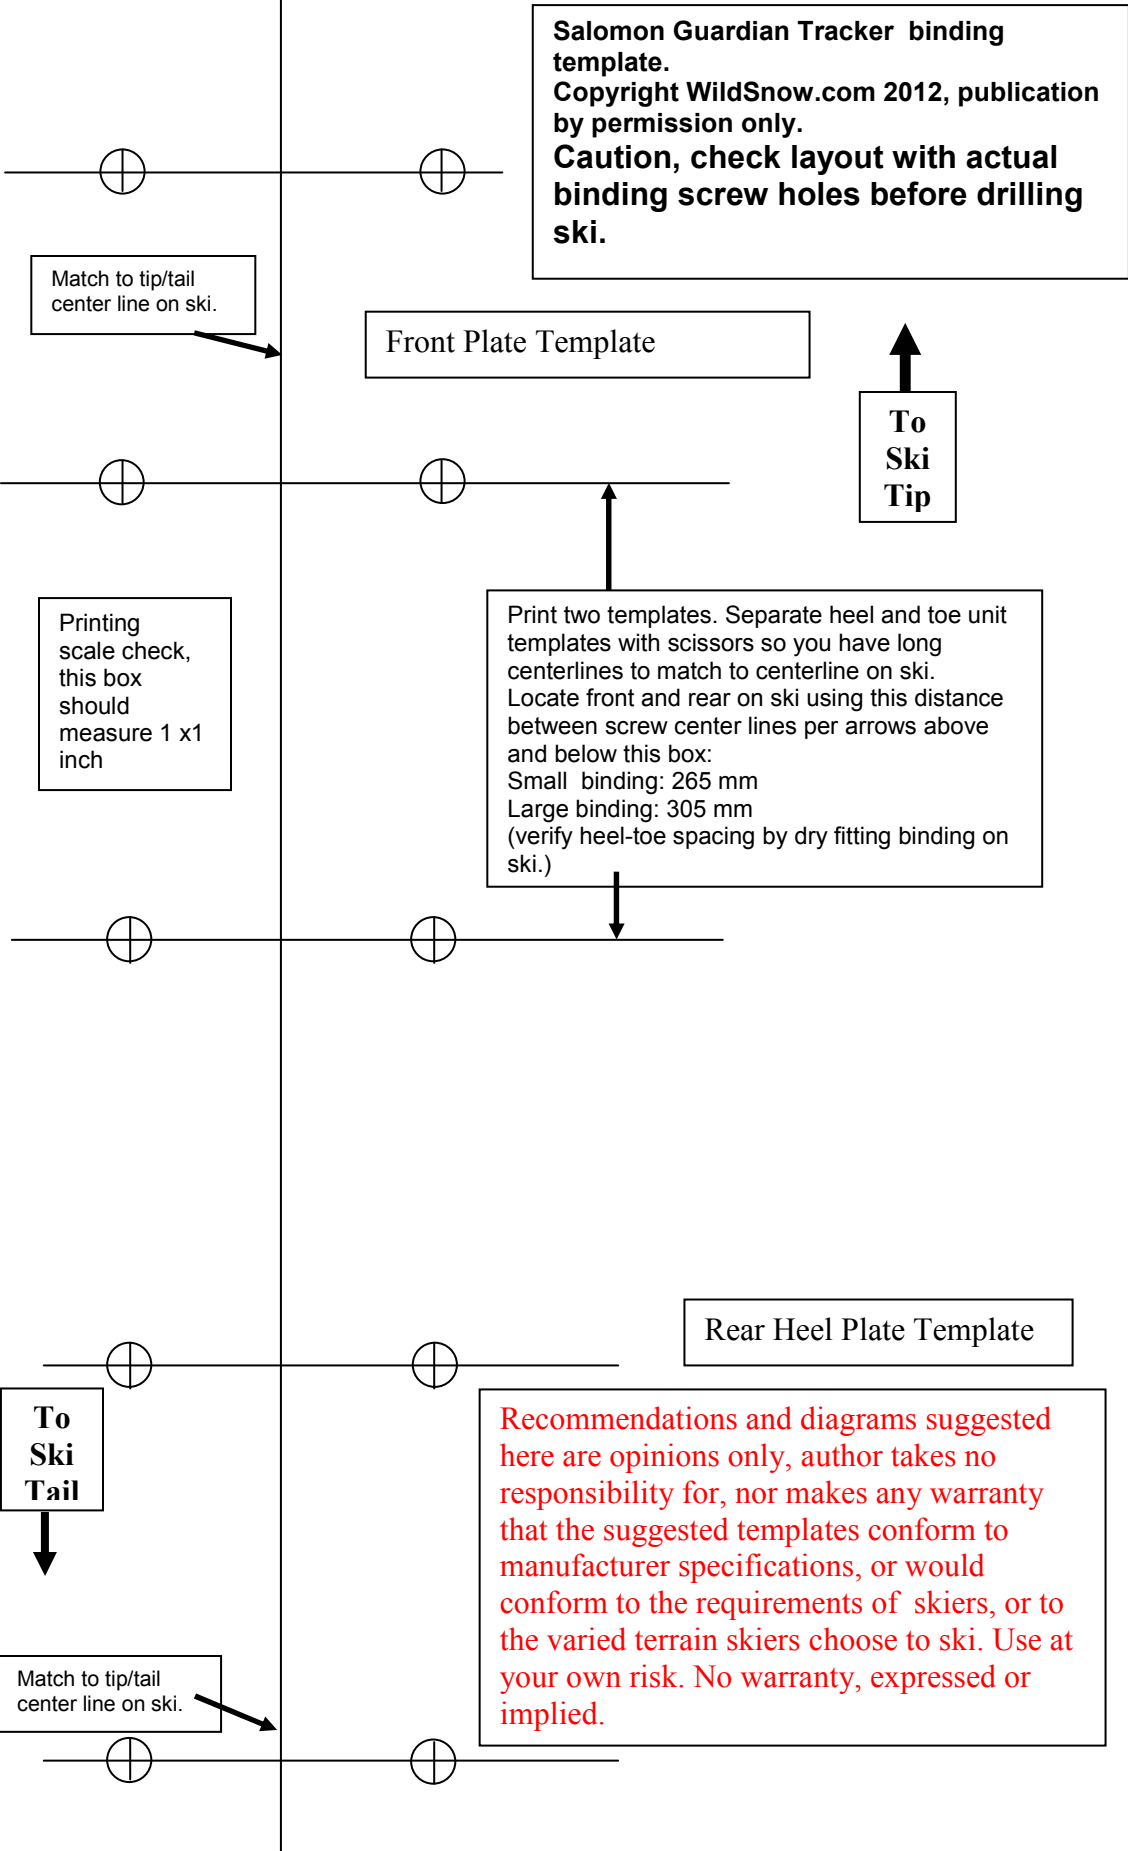 Salomon Guardian Tracker  binding
template.
Copyright WildSnow.com 2012, publication
by permission only.
Caution, check layout with actual
binding screw holes before drilling
ski.
Match to tip/tail
center line on ski.
Front Plate Template
To
Ski
Tip
Printing
scale check,
this box
should
measure 1 x1
inch
Print two templates. Separate heel and toe unit
templates with scissors so you have long
centerlines to match to centerline on ski.
Locate front and rear on ski using this distance
between screw center lines per arrows above
and below this box:
Small  binding: 265 mm
Large binding: 305 mm
(verify heel-toe spacing by dry fitting binding on
ski.)
Rear Heel Plate Template
To
Ski
Tail
Recommendations and diagrams suggested
here are opinions only, author takes no
responsibility for, nor makes any warranty
that the suggested templates conform to
manufacturer specifications, or would
conform to the requirements of  skiers, or to
the varied terrain skiers choose to ski. Use at
your own risk. No warranty, expressed or
implied.
Match to tip/tail
center line on ski.